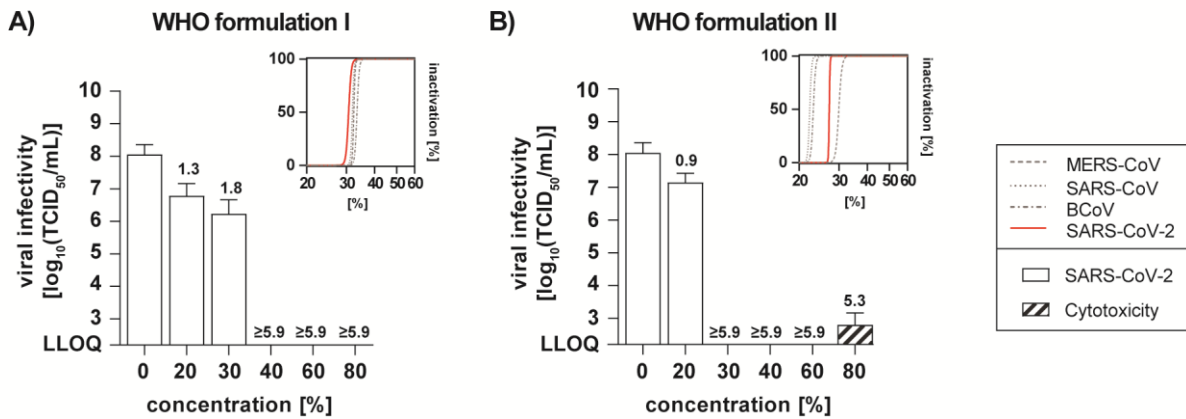 A) WHO formulation I
viral infectivity
[log₁₀(TCID₅₀/mL)]
10
9
8
7
6
5
4
3
LLOQ
1.3
1.8
≥5.9 ≥5.9 ≥5.9
0 20 30 40 60 80
concentration [%]
100
50
0
20 30 40 50 60
[%]
inactivation
[%]
B) WHO formulation II
viral infectivity
[log₁₀(TCID₅₀/mL)]
10
9
8
7
6
5
4
3
LLOQ
0.9
≥5.9 ≥5.9 ≥5.9
5.3
0 20 30 40 60 80
concentration [%]
100
50
0
20 30 40 50 60
[%]
inactivation
[%]
MERS-CoV
SARS-CoV
BCoV
SARS-CoV-2
SARS-CoV-2
Cytotoxicity